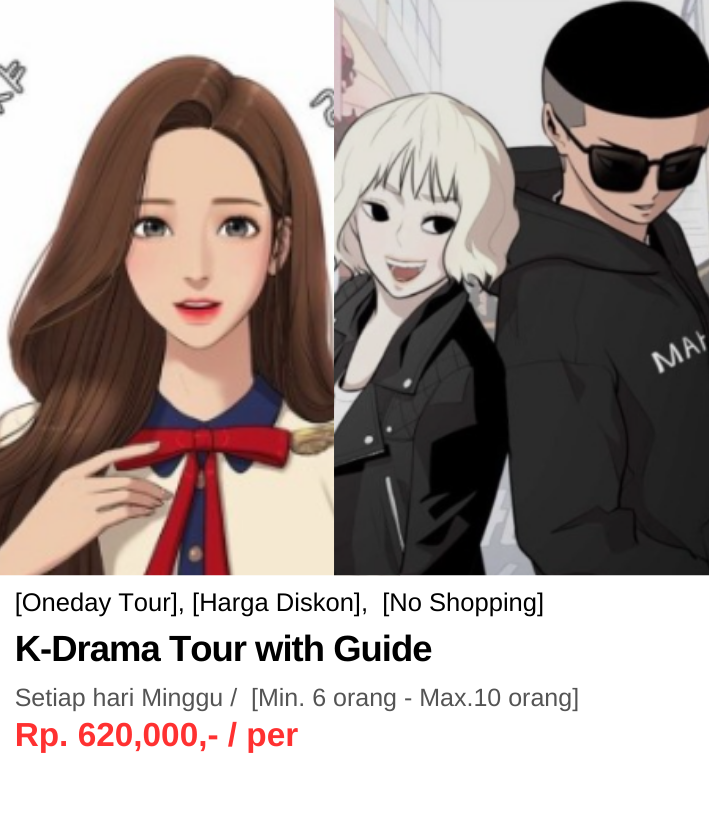 MAY
[Oneday Tour], [Harga Diskon],  [No Shopping]
K-Drama Tour with Guide
Setiap hari Minggu /  [Min. 6 orang - Max.10 orang]
Rp. 620,000,- / per